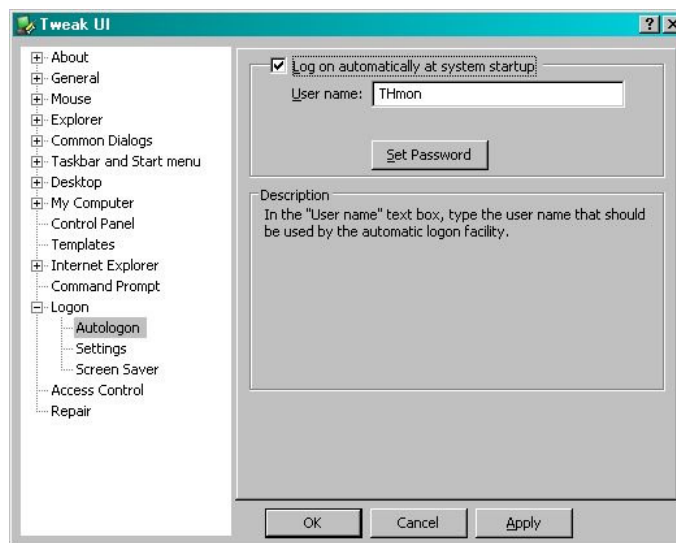 Tweak UI
About
General
Mouse
Explorer
Common Dialogs
Taskbar and Start menu
Desktop
My Computer
Control Panel
Templates
Internet Explorer
Command Prompt
Logon
Autologon
Settings
Screen Saver
Access Control
Repair
Log on automatically at system startup
User name: THmon
Set Password
Description
In the "User name" text box, type the user name that should
be used by the automatic logon facility.
OK Cancel Apply